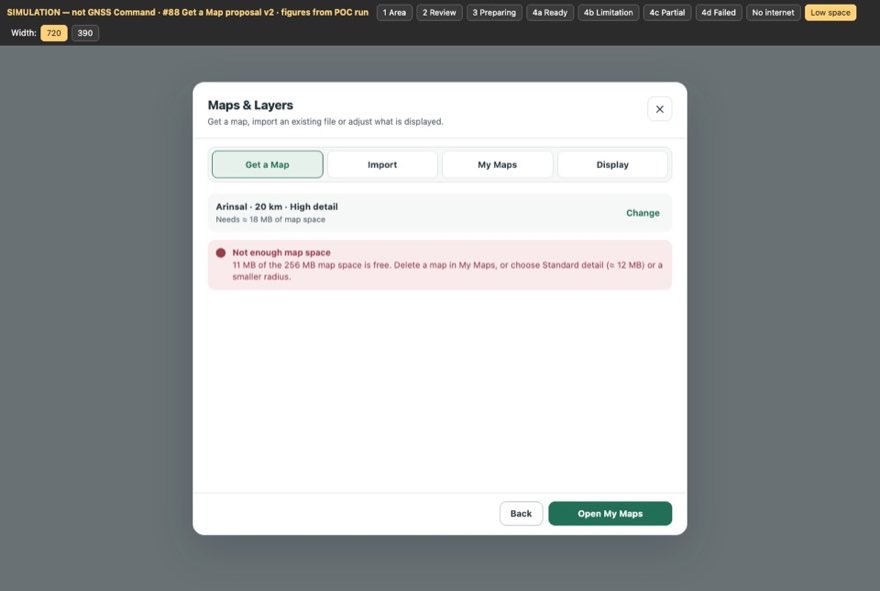 SIMULATION — not GNSS Command · #88 Get a Map proposal v2 · figures from POC run
1 Area
2 Review
3 Preparing
4a Ready
4b Limitation
4c Partial
4d Failed
No internet
Low space
Width:
720
390
Maps & Layers
Get a map, import an existing file or adjust what is displayed.
Get a Map
Import
My Maps
Display
Arinsal · 20 km · High detail
Needs ≈ 18 MB of map space
Change
Not enough map space
11 MB of the 256 MB map space is free. Delete a map in My Maps, or choose Standard detail (≈ 12 MB) or a
smaller radius.
Back
Open My Maps